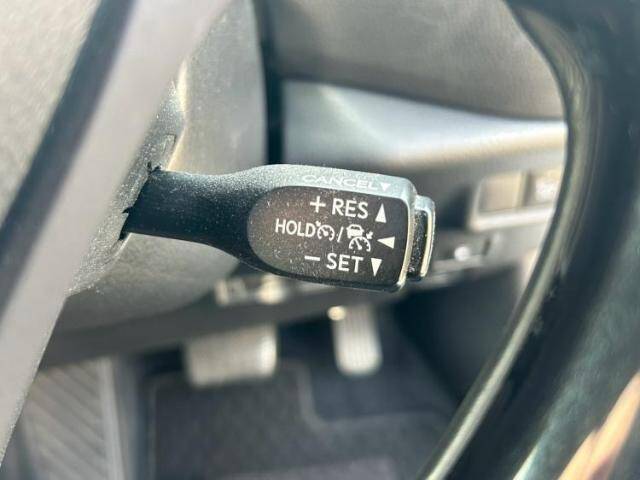 CANCEL▼
+ RES ▲
HOLD / ◀
− SET ▼